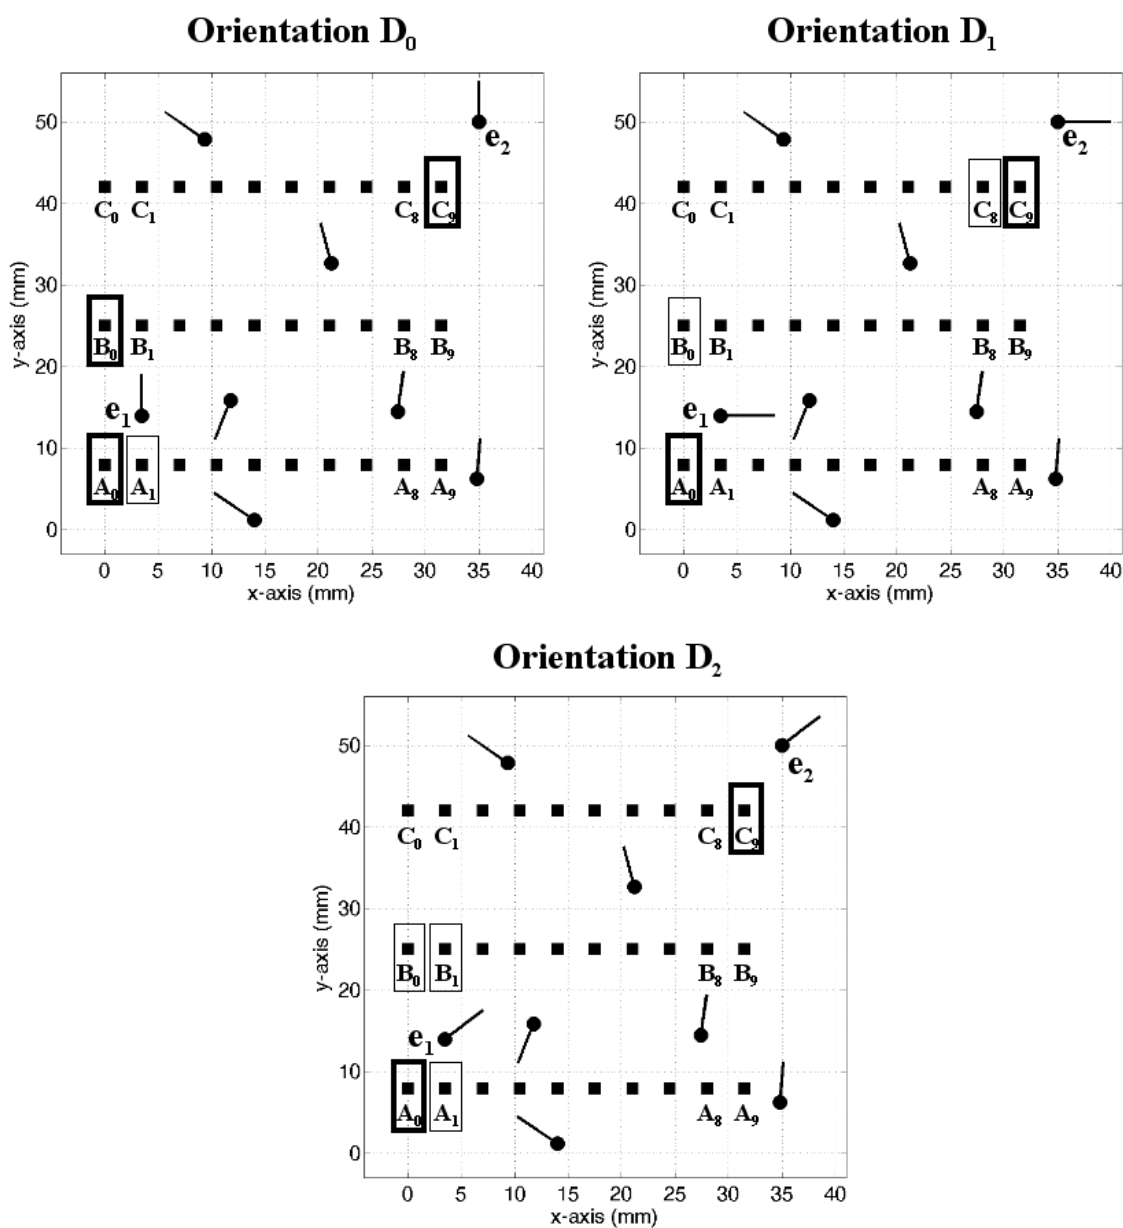 Orientation D₀
50
40
30
20
10
0
y-axis (mm)
e₂
C₀ C₁ C₈ C₉
B₀ B₁ B₈ B₉
e₁
A₀ A₁ A₈ A₉
0 5 10 15 20 25 30 35 40
x-axis (mm)
Orientation D₁
50
40
30
20
10
0
y-axis (mm)
e₂
C₀ C₁ C₈ C₉
B₀ B₁ B₈ B₉
e₁
A₀ A₁ A₈ A₉
0 5 10 15 20 25 30 35 40
x-axis (mm)
Orientation D₂
50
40
30
20
10
0
y-axis (mm)
e₂
C₀ C₁ C₈ C₉
B₀ B₁ B₈ B₉
e₁
A₀ A₁ A₈ A₉
0 5 10 15 20 25 30 35 40
x-axis (mm)